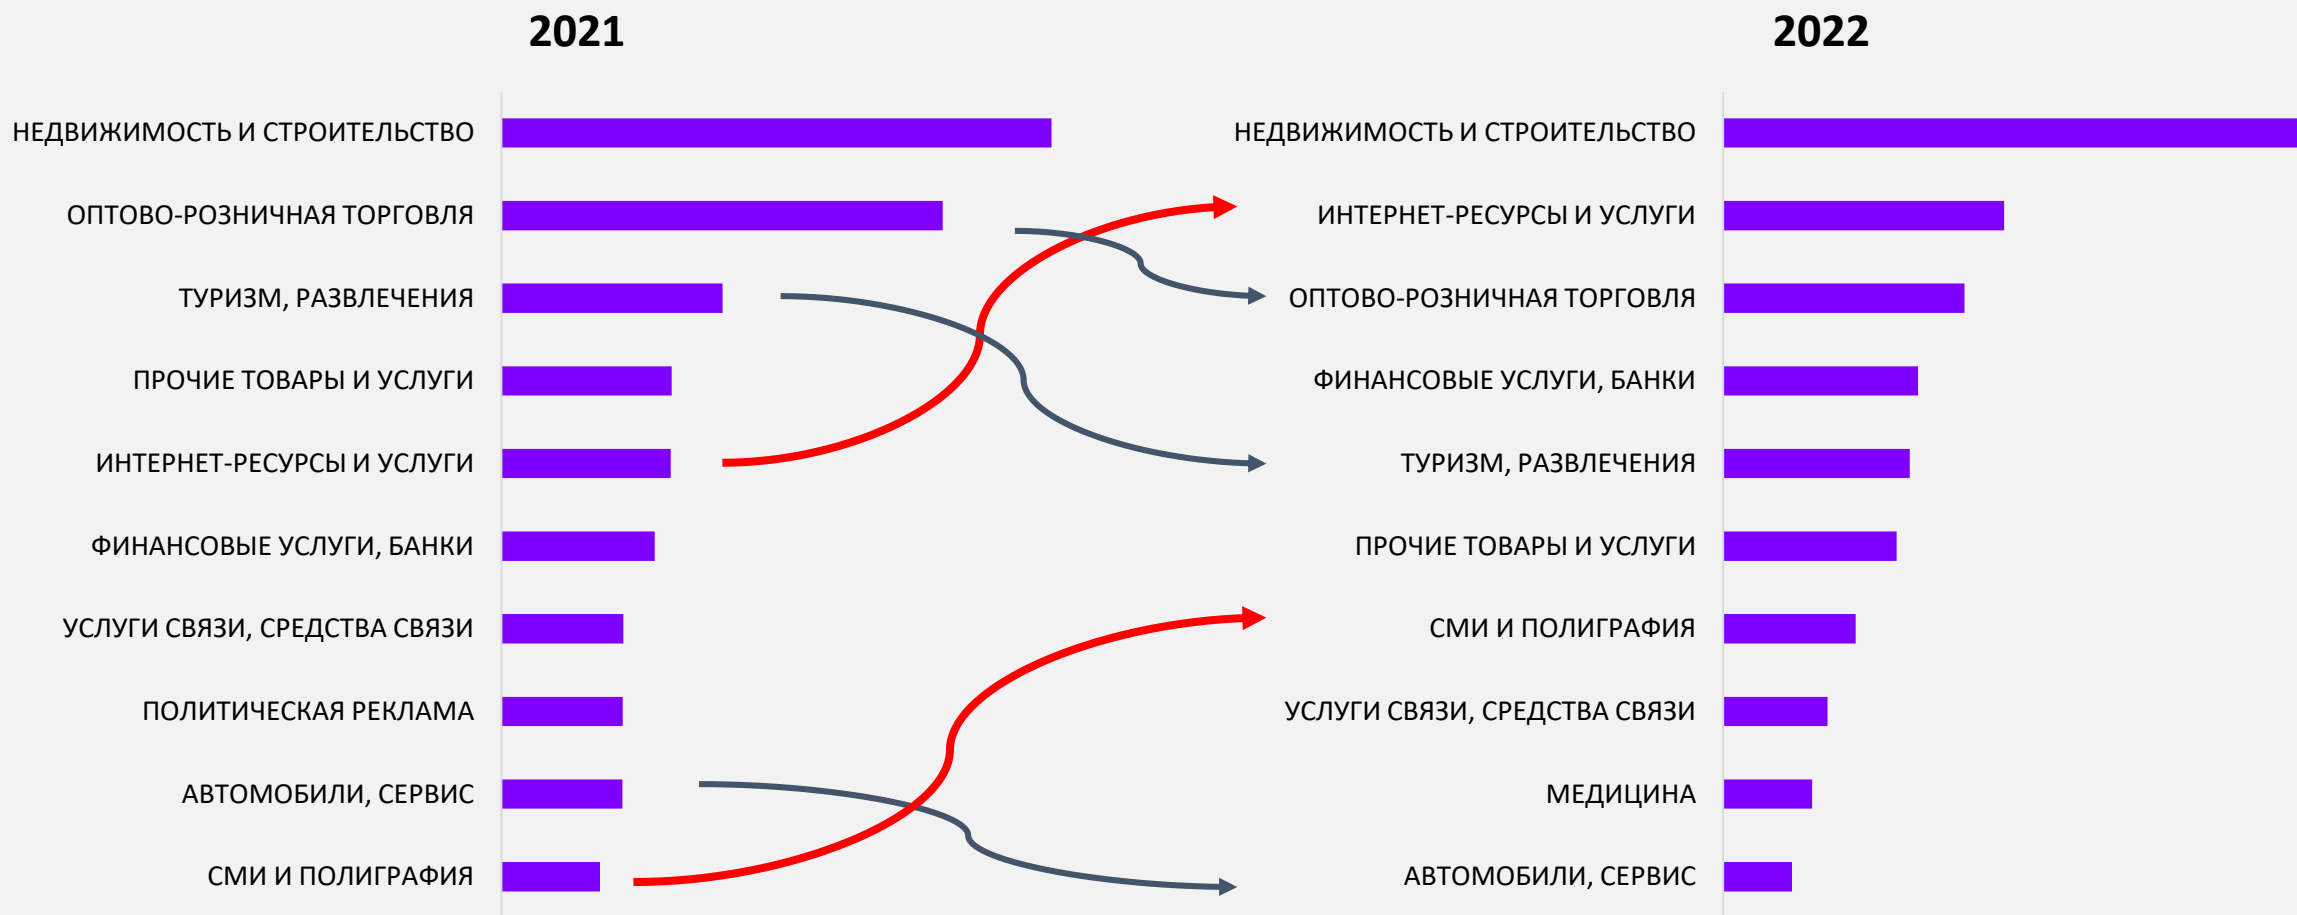 2021
НЕДВИЖИМОСТЬ И СТРОИТЕЛЬСТВО
ОПТОВО-РОЗНИЧНАЯ ТОРГОВЛЯ
ТУРИЗМ, РАЗВЛЕЧЕНИЯ
ПРОЧИЕ ТОВАРЫ И УСЛУГИ
ИНТЕРНЕТ-РЕСУРСЫ И УСЛУГИ
ФИНАНСОВЫЕ УСЛУГИ, БАНКИ
УСЛУГИ СВЯЗИ, СРЕДСТВА СВЯЗИ
ПОЛИТИЧЕСКАЯ РЕКЛАМА
АВТОМОБИЛИ, СЕРВИС
СМИ И ПОЛИГРАФИЯ
2022
НЕДВИЖИМОСТЬ И СТРОИТЕЛЬСТВО
ИНТЕРНЕТ-РЕСУРСЫ И УСЛУГИ
ОПТОВО-РОЗНИЧНАЯ ТОРГОВЛЯ
ФИНАНСОВЫЕ УСЛУГИ, БАНКИ
ТУРИЗМ, РАЗВЛЕЧЕНИЯ
ПРОЧИЕ ТОВАРЫ И УСЛУГИ
СМИ И ПОЛИГРАФИЯ
УСЛУГИ СВЯЗИ, СРЕДСТВА СВЯЗИ
МЕДИЦИНА
АВТОМОБИЛИ, СЕРВИС